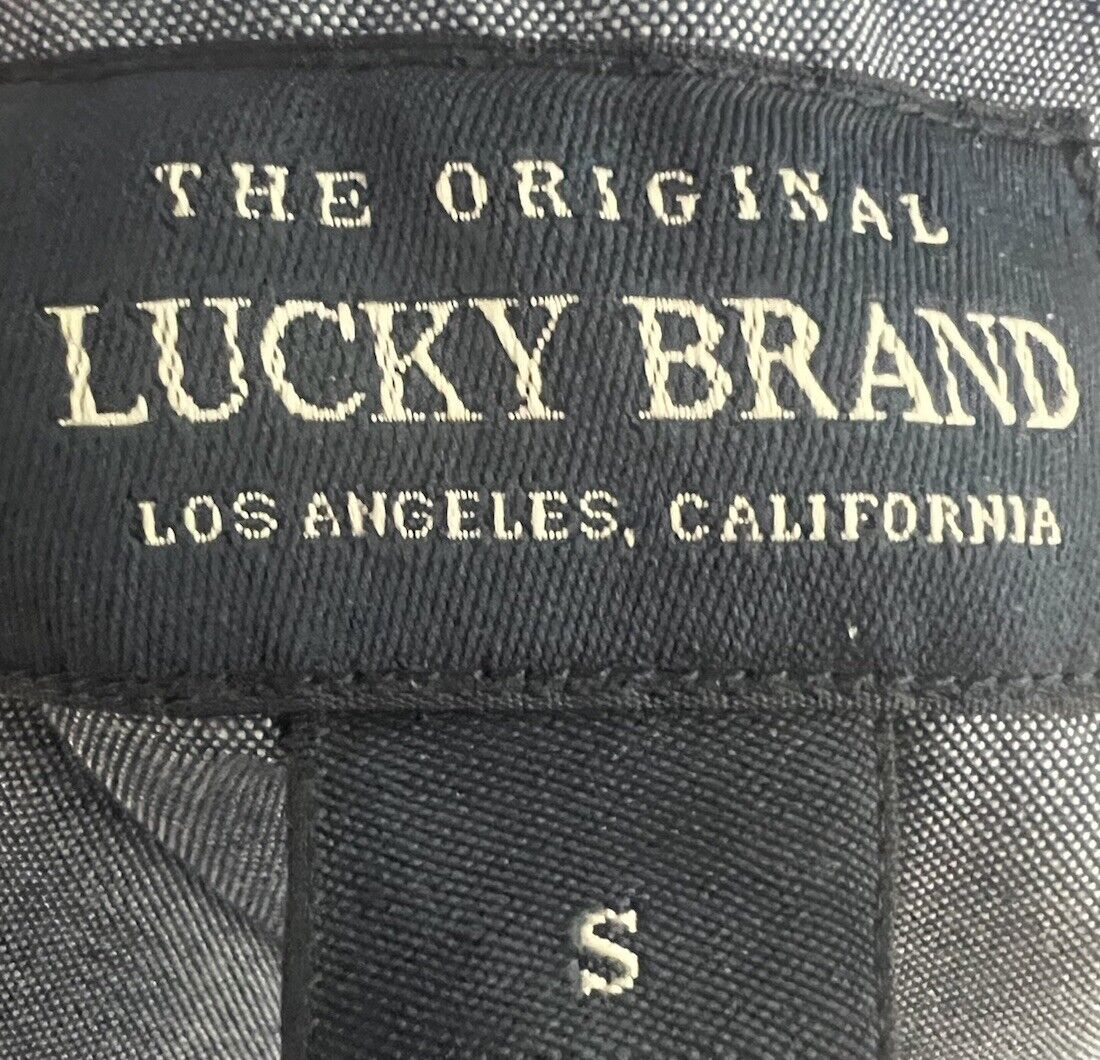 THE ORIGINAL
LUCKY BRAND
LOS ANGELES, CALIFORNIA
S